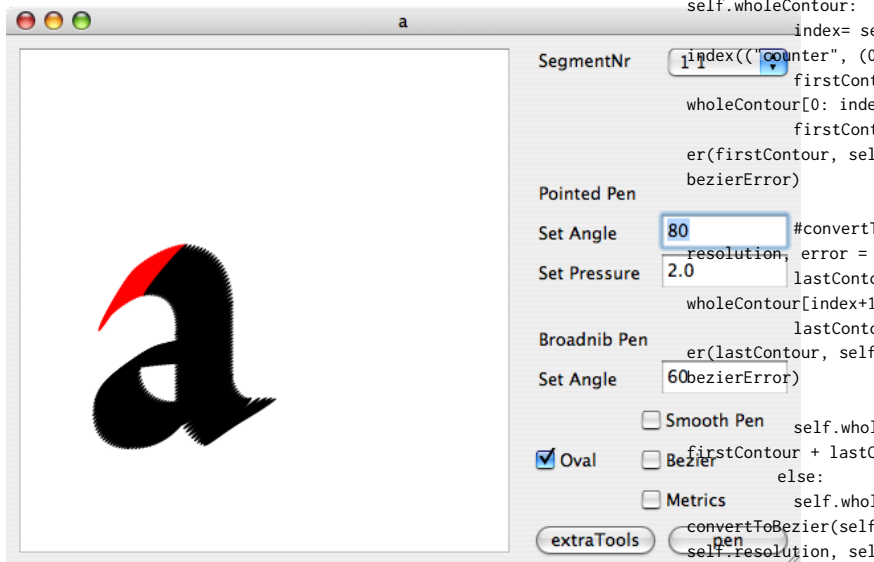 a
SegmentNr
Pointed Pen
Set Angle 80
Set Pressure 2.0
Broadnib Pen
Set Angle 60
Smooth Pen
Oval Bezier
Metrics
extraTools pen
self.wholeContour:
index= se
index(("counter", (0
firstCont
wholeContour[0: inde
firstCont
er(firstContour, sel
bezierError)
#convertT
resolution, error =
lastConto
wholeContour[index+1
lastConto
er(lastContour, self
bezierError)
self.whol
firstContour + lastC
else:
self.whol
convertToBezier(self
self.resolution, sel